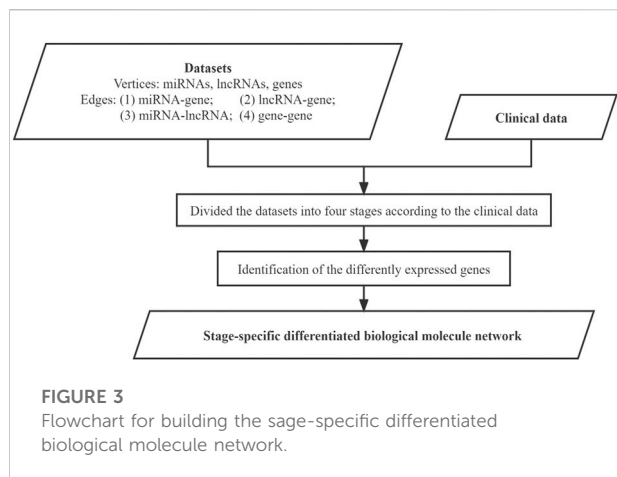 Datasets
Vertices: miRNAs, lncRNAs, genes
Edges: (1) miRNA-gene; (2) lncRNA-gene;
(3) miRNA-lncRNA; (4) gene-gene
Clinical data
Divided the datasets into four stages according to the clinical data
Identification of the differently expressed genes
Stage-specific differentiated biological molecule network
FIGURE 3
Flowchart for building the sage-specific differentiated
biological molecule network.